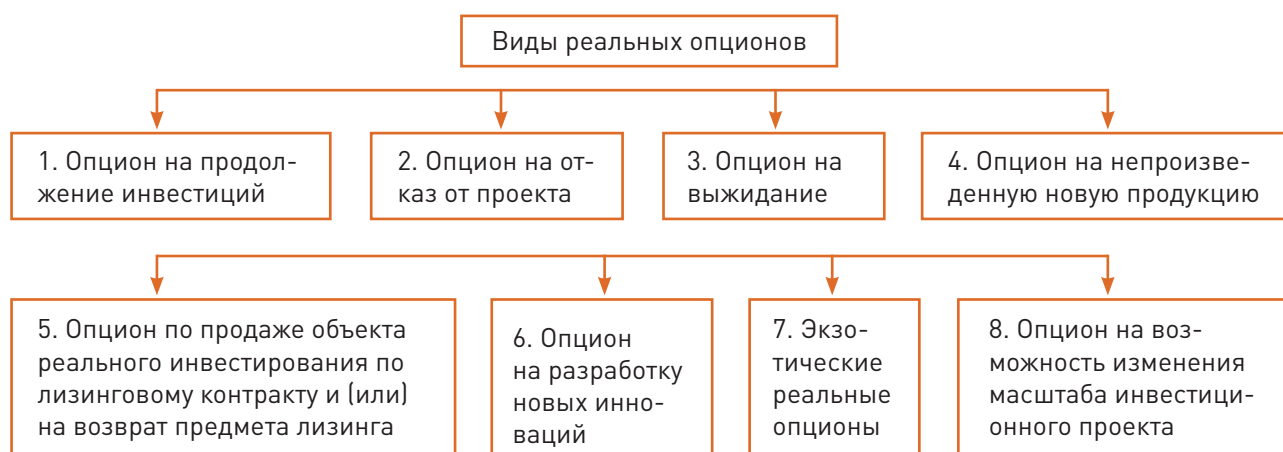 Виды реальных опционов
1. Опцион на продол-
жение инвестиций
2. Опцион на от-
каз от проекта
3. Опцион на
выжидание
4. Опцион на непроизве-
денную новую продукцию
5. Опцион по продаже объекта
реального инвестирования по
лизинговому контракту и (или)
на возврат предмета лизинга
6. Опцион
на разработку
новых инно-
ваций
7. Экзо-
тические
реальные
опционы
8. Опцион на воз-
можность изменения
масштаба инвестици-
онного проекта